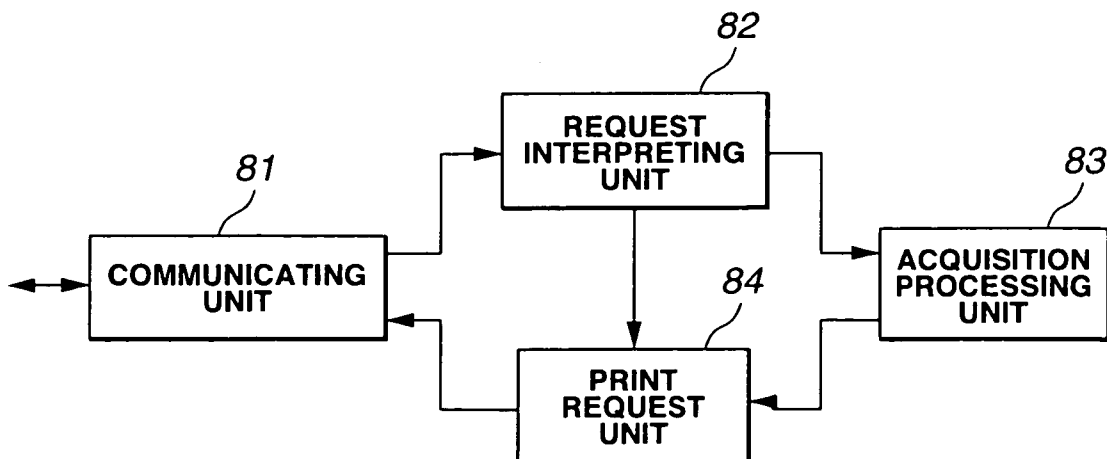 82
REQUEST
INTERPRETING
UNIT
81
COMMUNICATING
UNIT
83
ACQUISITION
PROCESSING
UNIT
84
PRINT
REQUEST
UNIT